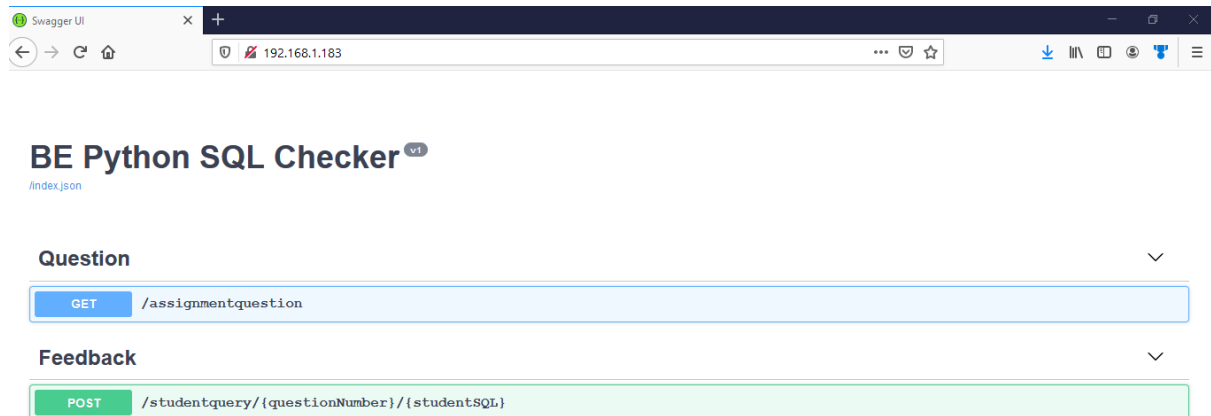 Swagger UI
192.168.1.183
BE Python SQL Checker v1
/index.json
Question
GET /assignmentquestion
Feedback
POST /studentquery/{questionNumber}/{studentSQL}